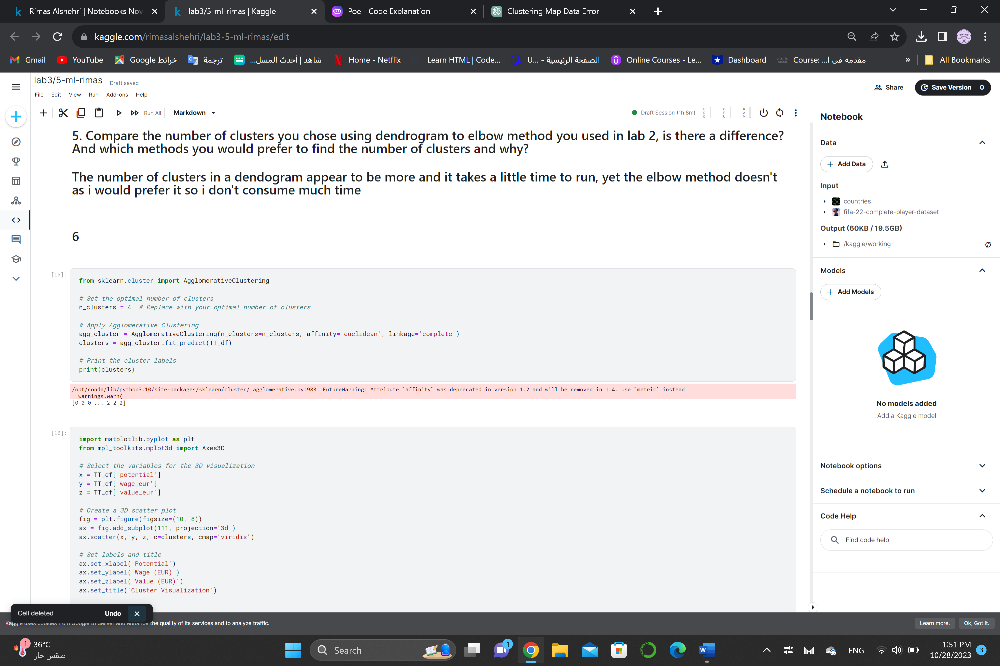 Rimas Alshehri | Notebooks Nov
lab3/5-ml-rimas | Kaggle
Poe - Code Explanation
Clustering Map Data Error
kaggle.com/rimasalshehri/lab3-5-ml-rimas/edit
Gmail
YouTube
خرائط Google
ترجمة
شاهد | أحدث المسل...
Home - Netflix
Learn HTML | Code...
الصفحة الرئيسية - U...
Online Courses - Le...
Dashboard
Course: مقدمه فى ا...
»
All Bookmarks
lab3/5-ml-rimas
Draft saved
File Edit View Run Add-ons Help
Share
Save Version 0
Run All
Markdown
Draft Session (1h:8m)
HDD
CPU
RAM
5. Compare the number of clusters you chose using dendrogram to elbow method you used in lab 2, is there a difference?
And which methods you would prefer to find the number of clusters and why?
The number of clusters in a dendogram appear to be more and it takes a little time to run, yet the elbow method doesn't
as i would prefer it so i don't consume much time
6
[15]:
from sklearn.cluster import AgglomerativeClustering
# Set the optimal number of clusters
n_clusters = 4  # Replace with your optimal number of clusters
# Apply Agglomerative Clustering
agg_cluster = AgglomerativeClustering(n_clusters=n_clusters, affinity='euclidean', linkage='complete')
clusters = agg_cluster.fit_predict(TT_df)
# Print the cluster labels
print(clusters)
/opt/conda/lib/python3.10/site-packages/sklearn/cluster/_agglomerative.py:983: FutureWarning: Attribute `affinity` was deprecated in version 1.2 and will be removed in 1.4. Use `metric` instead
warnings.warn(
[0 0 0 ... 2 2 2]
[16]:
import matplotlib.pyplot as plt
from mpl_toolkits.mplot3d import Axes3D
# Select the variables for the 3D visualization
x = TT_df['potential']
y = TT_df['wage_eur']
z = TT_df['value_eur']
# Create a 3D scatter plot
fig = plt.figure(figsize=(10, 8))
ax = fig.add_subplot(111, projection='3d')
ax.scatter(x, y, z, c=clusters, cmap='viridis')
# Set labels and title
ax.set_xlabel('Potential')
ax.set_ylabel('Wage (EUR)')
ax.set_zlabel('Value (EUR)')
ax.set_title('Cluster Visualization')
Notebook
Data
Add Data
Input
countries
fifa-22-complete-player-dataset
Output (60KB / 19.5GB)
/kaggle/working
Models
Add Models
No models added
Add a Kaggle model
Notebook options
Schedule a notebook to run
Code Help
Find code help
Cell deleted
Undo
Kaggle uses cookies from Google to deliver and enhance the quality of its services and to analyze traffic.
Learn more.
Ok, Got it.
1
36°C
طقس حار
Search
1
W
ENG
1:51 PM
10/28/2023
3